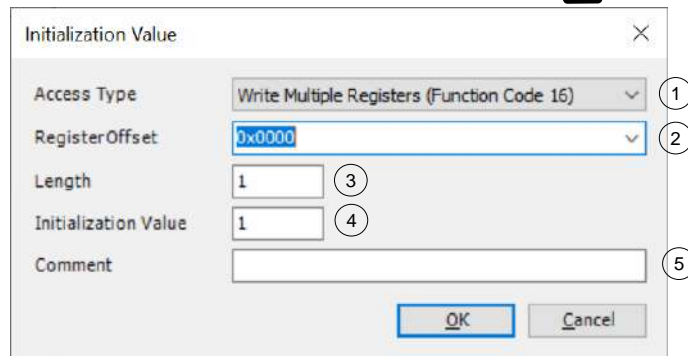 Initialization Value
Access Type Write Multiple Registers (Function Code 16) 1
RegisterOffset 0x0000 2
Length 1 3
Initialization Value 1 4
Comment 5
OK Cancel